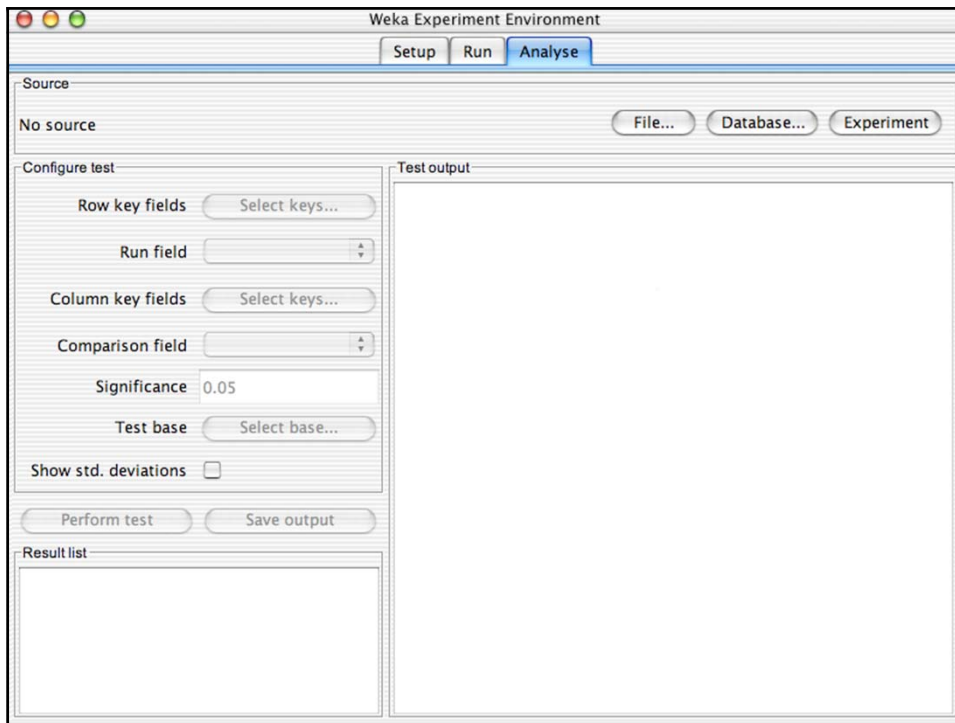 Weka Experiment Environment
Setup Run Analyse
Source
No source File... Database... Experiment
Configure test
Row key fields Select keys...
Run field
Column key fields Select keys...
Comparison field
Significance 0.05
Test base Select base...
Show std. deviations
Perform test Save output
Result list
Test output